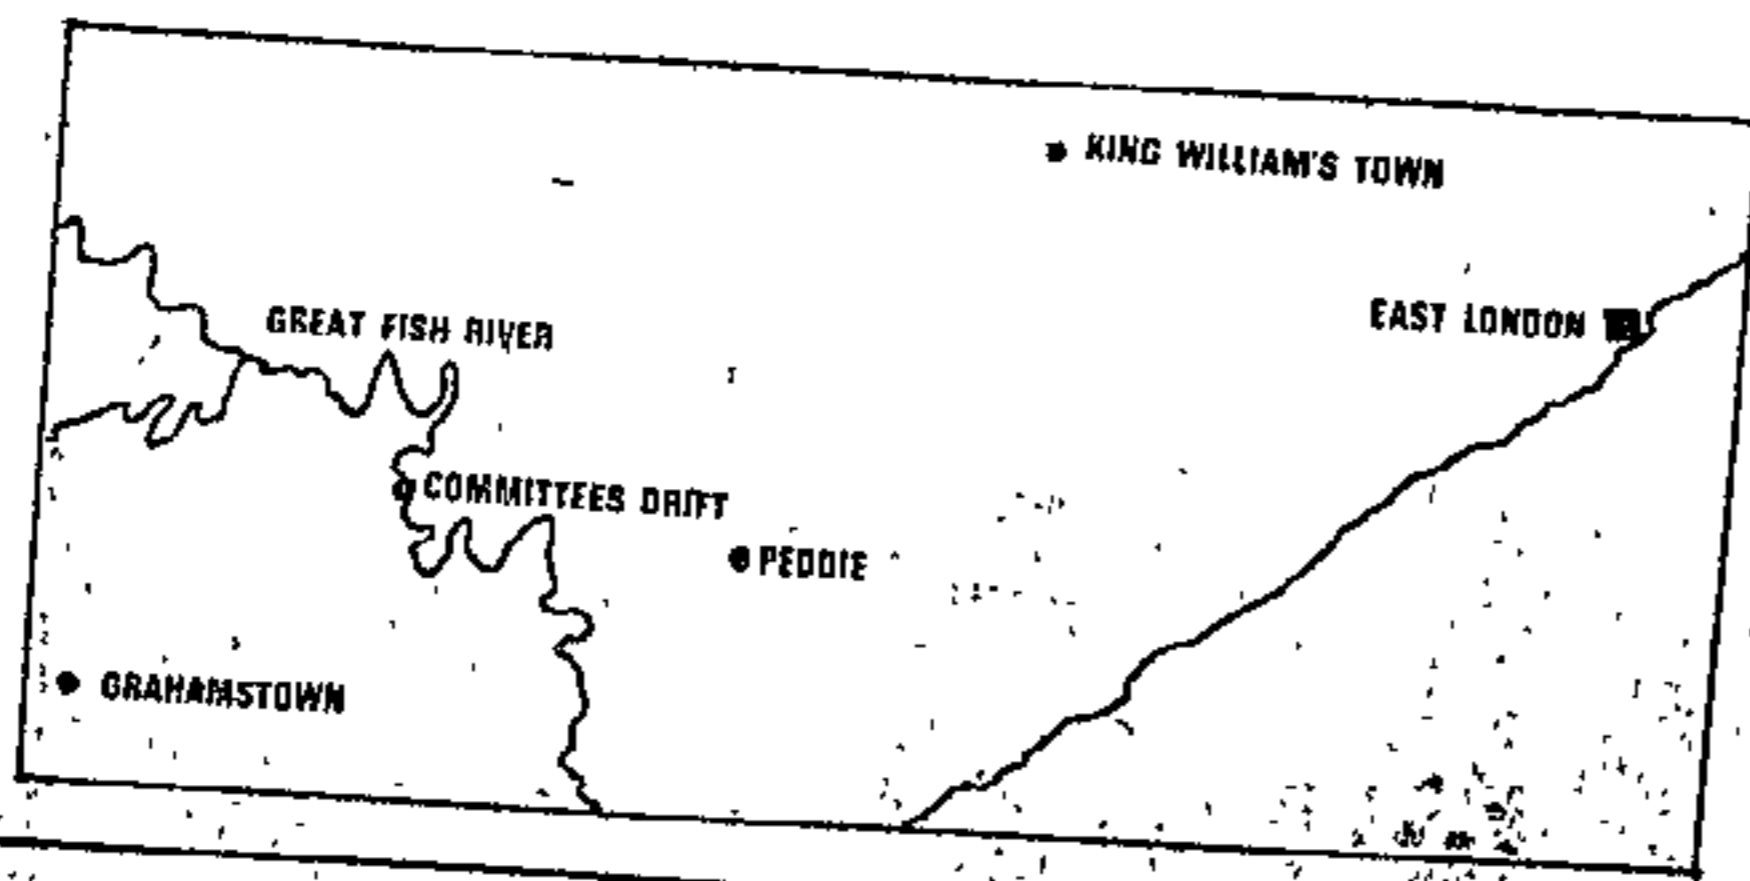 KING WILLIAM'S TOWN
EAST LONDON
GREAT FISH RIVER
COMMITTEES DRIFT
PEDDIE
GRAHAMSTOWN